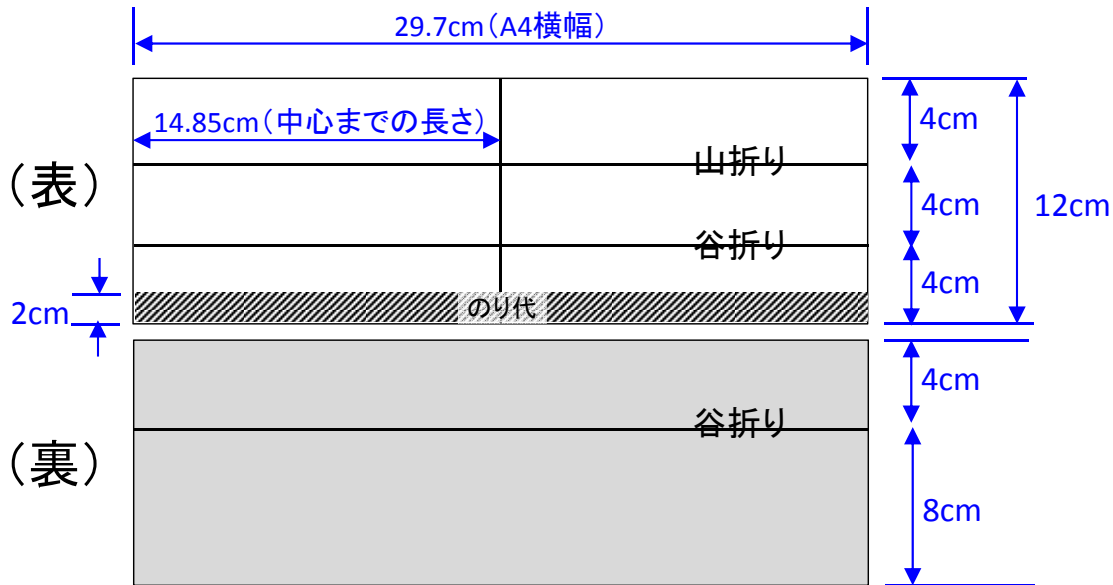 29.7cm(A4横幅)
14.85cm(中心までの長さ)
4cm
山折り
(表)
4cm
12cm
谷折り
4cm
2cm
のり代
4cm
谷折り
(裏)
8cm